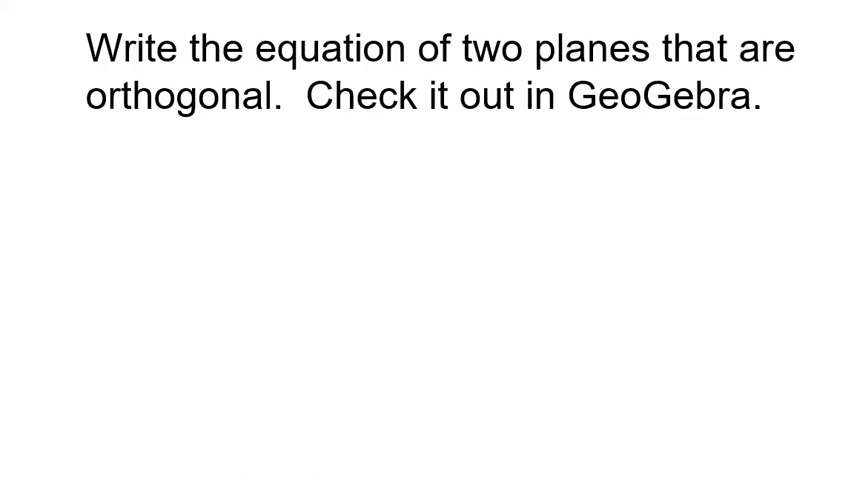 Write the equation of two planes that are
orthogonal.  Check it out in GeoGebra.